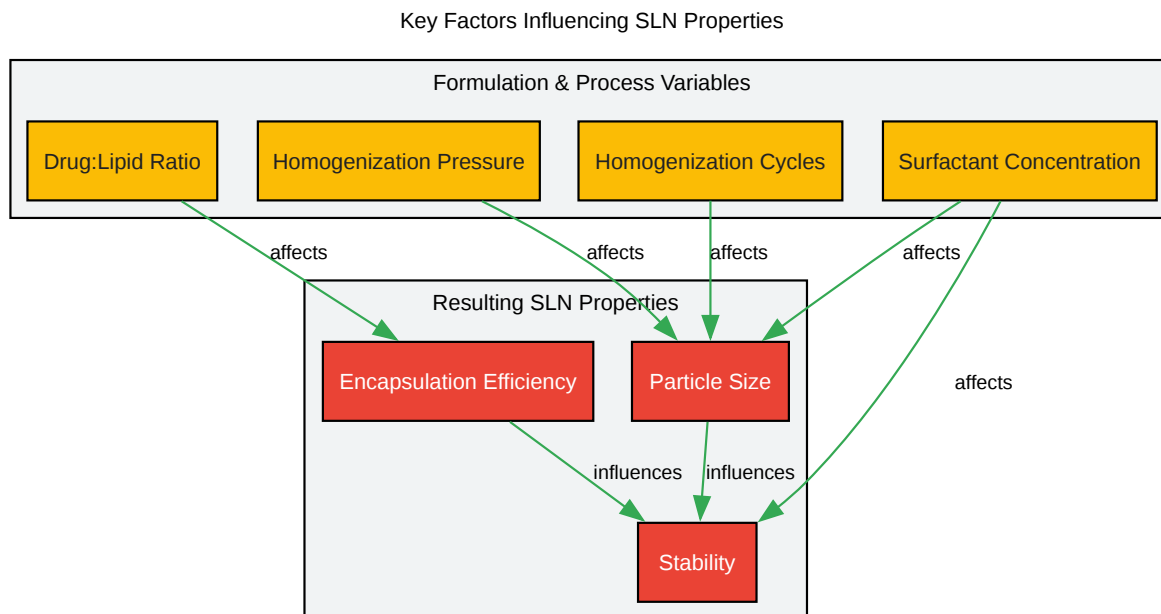 Key Factors Influencing SLN Properties
Formulation & Process Variables
Drug:Lipid Ratio
Homogenization Pressure
Homogenization Cycles
Surfactant Concentration
affects
affects
affects
affects
Resulting SLN Properties
Encapsulation Efficiency
Particle Size
affects
influences
influences
Stability